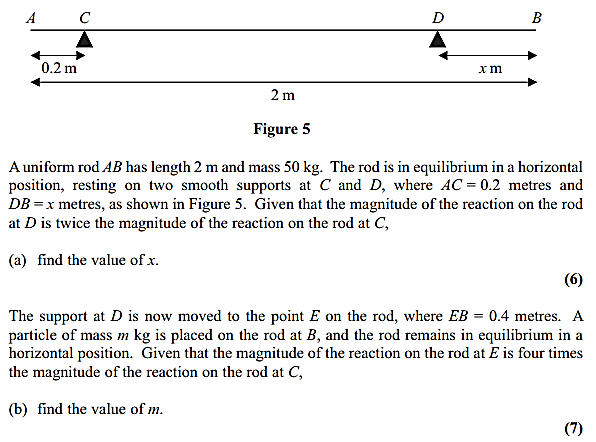 A C D B
0.2 m x m
2 m
Figure 5
A uniform rod AB has length 2 m and mass 50 kg. The rod is in equilibrium in a horizontal
position, resting on two smooth supports at C and D, where AC = 0.2 metres and
DB = x metres, as shown in Figure 5. Given that the magnitude of the reaction on the rod
at D is twice the magnitude of the reaction on the rod at C,
(a) find the value of x.
(6)
The support at D is now moved to the point E on the rod, where EB = 0.4 metres. A
particle of mass m kg is placed on the rod at B, and the rod remains in equilibrium in a
horizontal position. Given that the magnitude of the reaction on the rod at E is four times
the magnitude of the reaction on the rod at C,
(b) find the value of m.
(7)